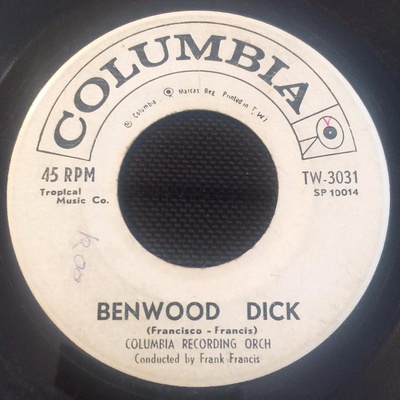 COLUMBIA
© Columbia ® Marcas Reg Printed in T. W I
45 RPM
Tropical
Music Co.
TW-3031
SP 10014
BENWOOD DICK
(Francisco - Francis)
COLUMBIA RECORDING ORCH
Conducted by Frank Francis